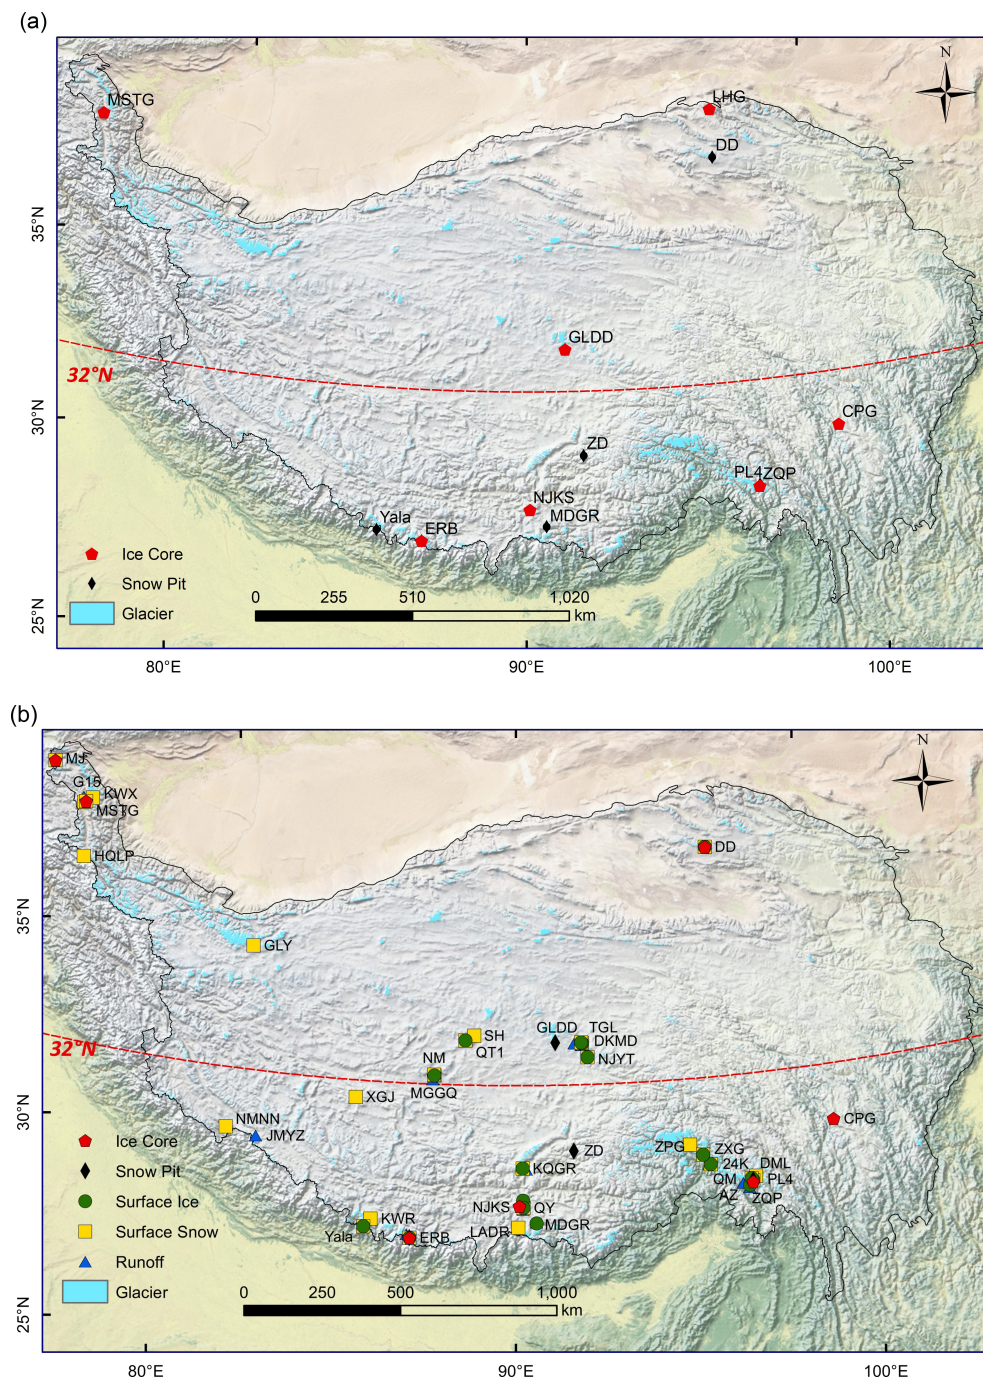 (a)
N
MSTG
LHG
DD
35°N
GLDD
32°N
CPG
30°N
ZD
PL4ZQP
NJKS
MDGR
Yala
ERB
Ice Core
Snow Pit
Glacier
0 255 510 1,020
km
25°N
80°E 90°E 100°E
(b)
N
MJ
G15
KWX
MSTG
HQLP
DD
35°N
GLY
SH
QT1
GLDD TGL
DKMD
NJYT
32°N
NM
MGGQ
XGJ
30°N
NMNN
JMYZ
CPG
ZD
ZPG ZXG
24K
KQGR
DML
QM PL4
AZ ZQP
NJKS QY
MDGR
LADR
KWR
Yala
ERB
Ice Core
Snow Pit
Surface Ice
Surface Snow
Runoff
Glacier
0 250 500 1,000
km
25°N
80°E 90°E 100°E